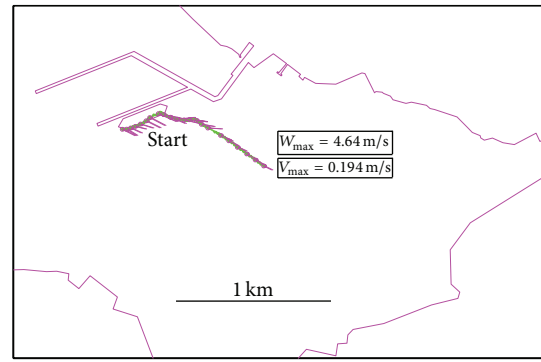 Start
W_max = 4.64 m/s
V_max = 0.194 m/s
1 km